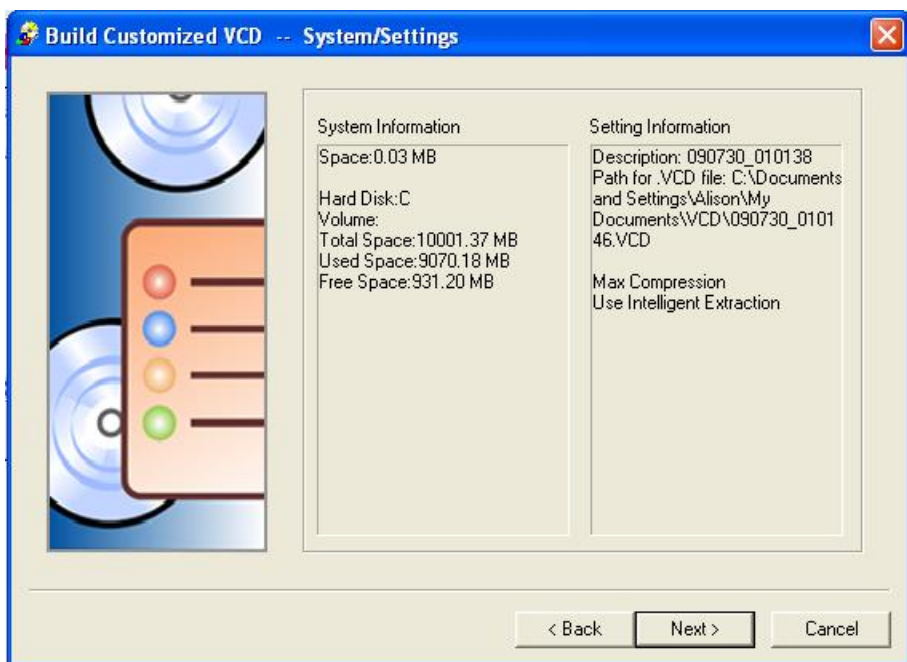 Build Customized VCD -- System/Settings
System Information
Space:0.03 MB
Hard Disk:C
Volume:
Total Space:10001.37 MB
Used Space:9070.18 MB
Free Space:931.20 MB
Setting Information
Description: 090730_010138
Path for .VCD file: C:\Documents
and Settings\Alison\My
Documents\VCD\090730_0101
46.VCD
Max Compression
Use Intelligent Extraction
< Back
Next >
Cancel